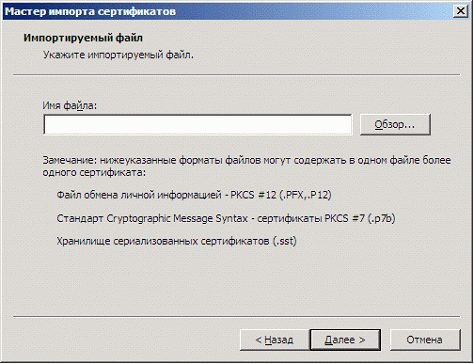 Мастер импорта сертификатов
Импортируемый файл
Укажите импортируемый файл.
Имя файла:
Обзор...
Замечание: нижеуказанные форматы файлов могут содержать в одном файле более
одного сертификата:
Файл обмена личной информацией - PKCS #12 (.PFX,.P12)
Стандарт Cryptographic Message Syntax - сертификаты PKCS #7 (.p7b)
Хранилище сериализованных сертификатов (.sst)
< Назад Далее > Отмена